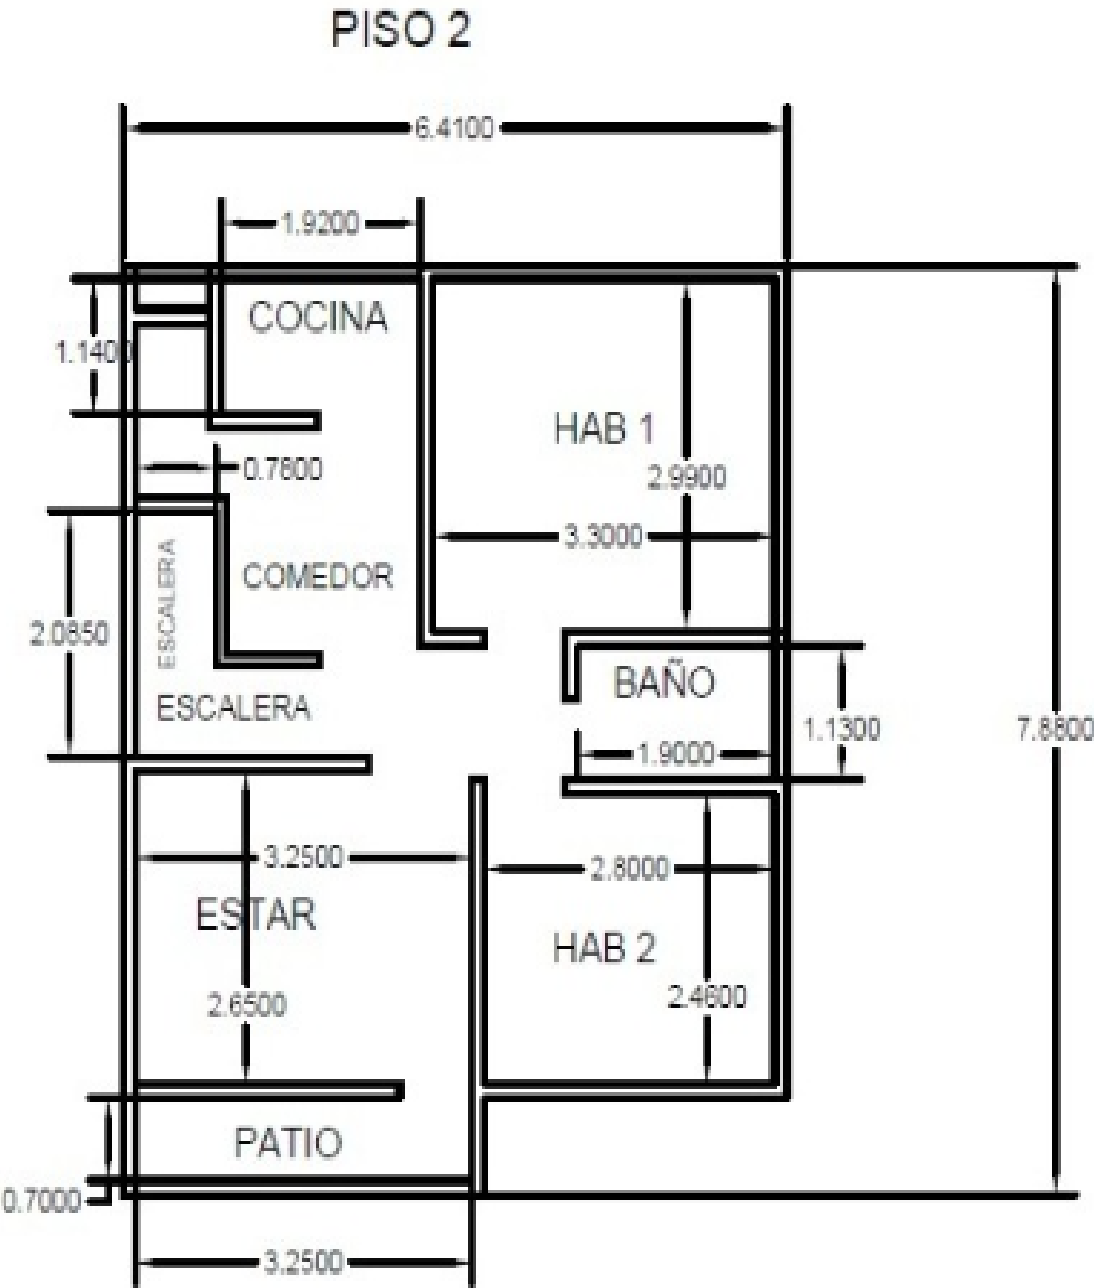 PISO 2
6.4100
1.9200
COCINA
1.1400
HAB 1
0.7800
2.9900
3.3000
ESCALERA
COMEDOR
2.0850
BAÑO
ESCALERA
1.1300
7.8800
1.9000
3.2500
2.8000
ESTAR
HAB 2
2.6500
2.4600
PATIO
0.7000
3.2500